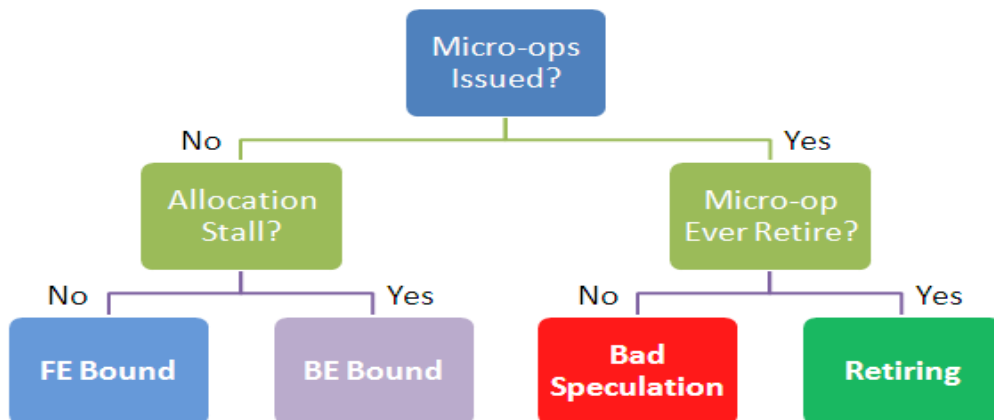 Micro-ops
Issued?
No
Yes
Allocation
Stall?
Micro-op
Ever Retire?
No
Yes
No
Yes
FE Bound
BE Bound
Bad
Speculation
Retiring